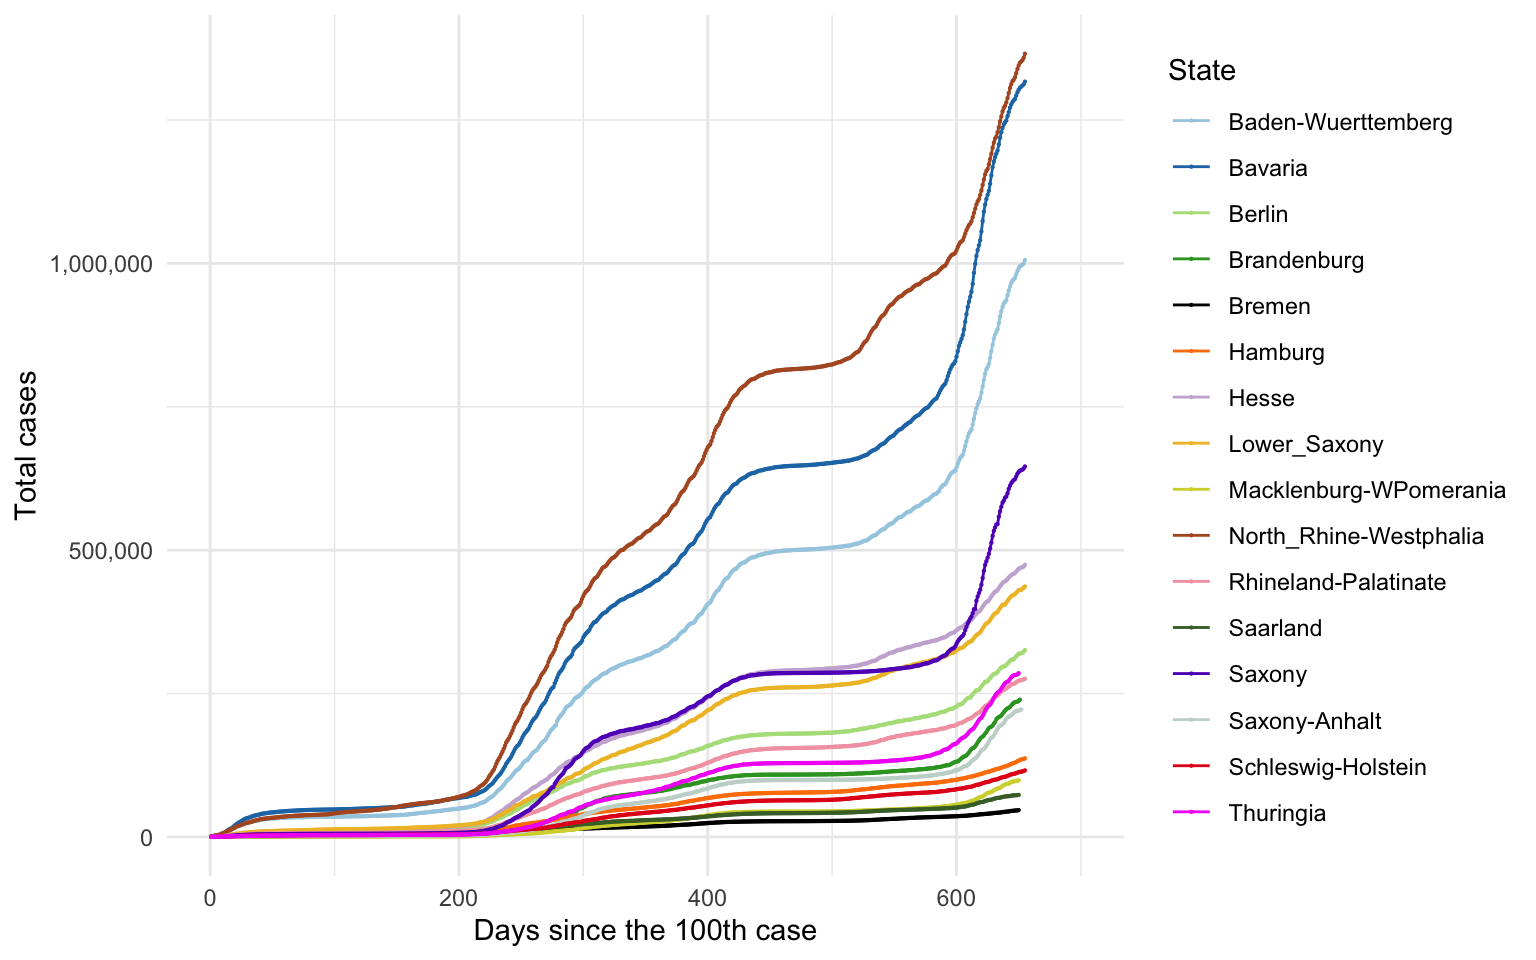 Total cases
1,000,000
500,000
0
0
200
400
600
Days since the 100th case
State
Baden-Wuerttemberg
Bavaria
Berlin
Brandenburg
Bremen
Hamburg
Hesse
Lower_Saxony
Macklenburg-WPomerania
North_Rhine-Westphalia
Rhineland-Palatinate
Saarland
Saxony
Saxony-Anhalt
Schleswig-Holstein
Thuringia